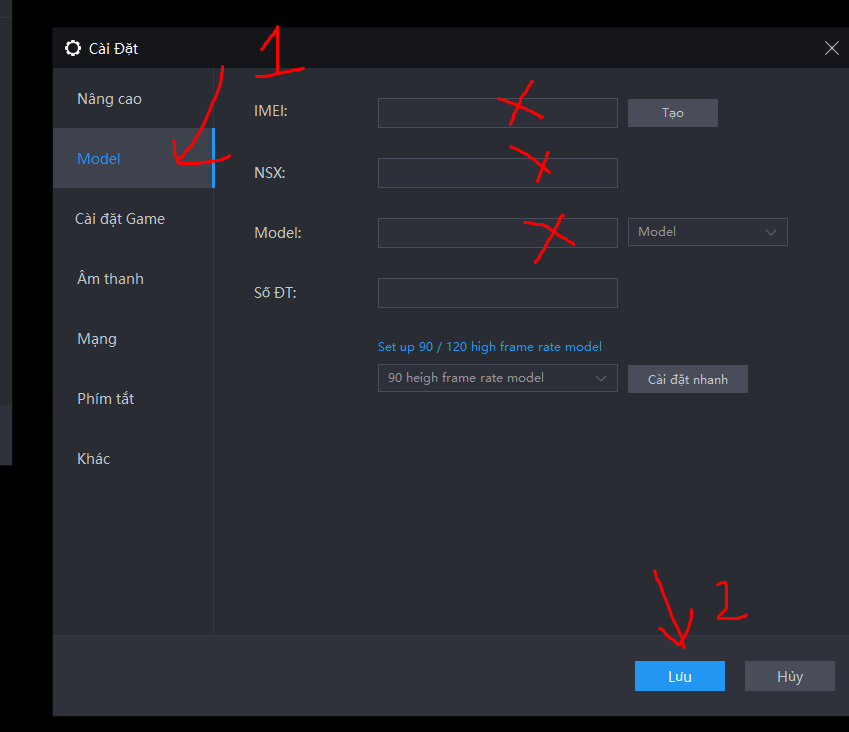 Cài Đặt
1
Nâng cao
Model
Cài đặt Game
Âm thanh
Mạng
Phím tắt
Khác
IMEI:
Tạo
NSX:
Model:
Model
Số ĐT:
Set up 90 / 120 high frame rate model
90 heigh frame rate model
Cài đặt nhanh
2
Lưu
Hủy